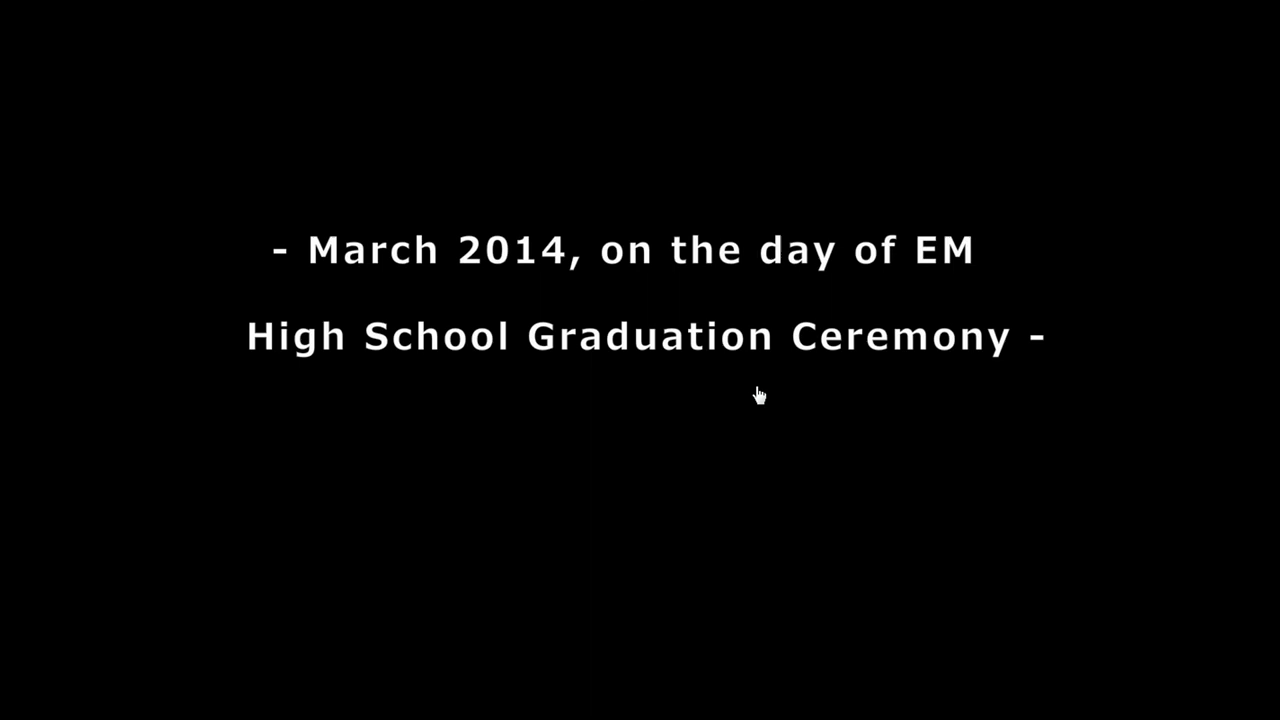 - March 2014, on the day of EM
High School Graduation Ceremony -